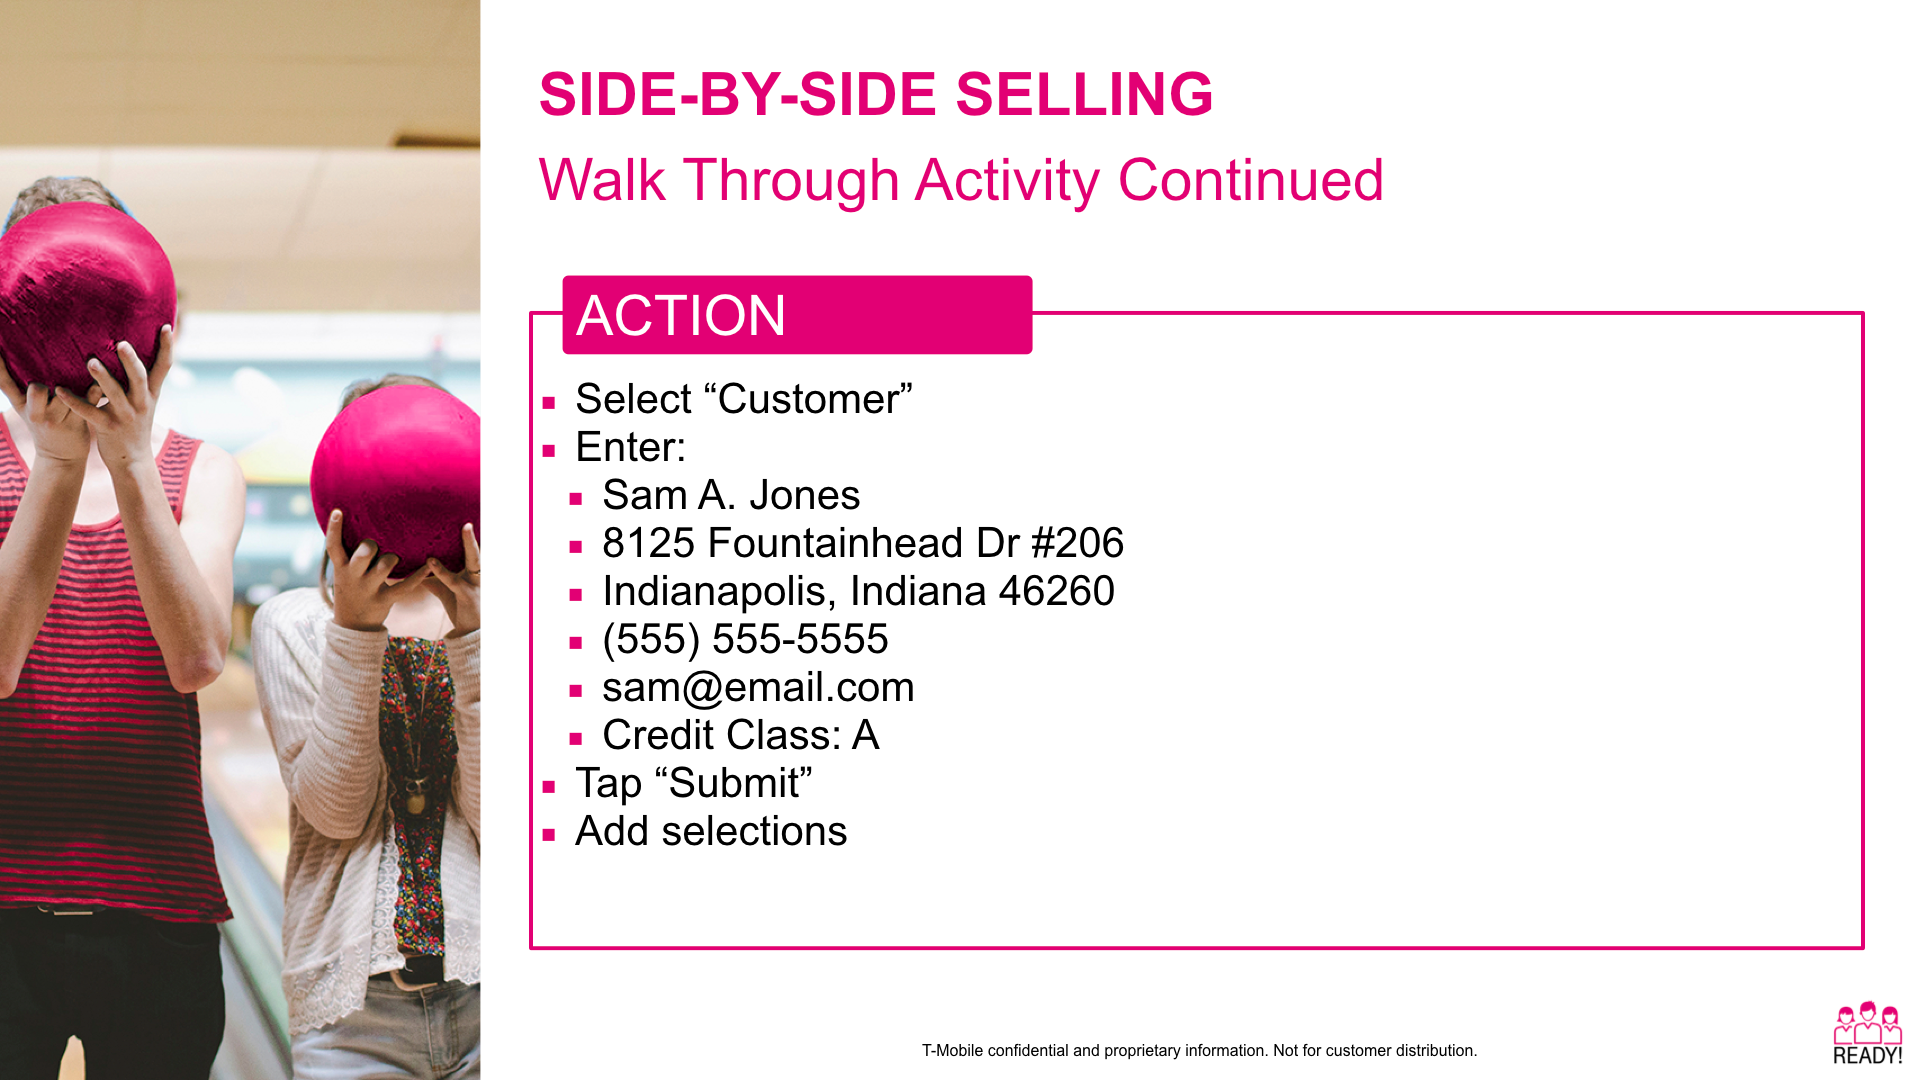 SIDE-BY-SIDE SELLING
Walk Through Activity Continued
ACTION
Select “Customer”
Enter:
Sam A. Jones
8125 Fountainhead Dr #206
Indianapolis, Indiana 46260
(555) 555-5555
sam@email.com
Credit Class: A
Tap “Submit”
Add selections
T-Mobile confidential and proprietary information. Not for customer distribution.
READY!